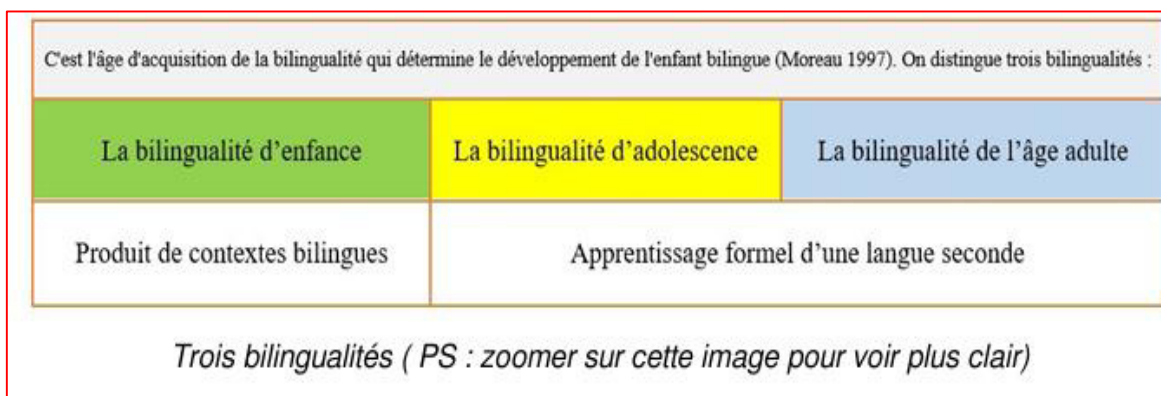 C'est l'âge d'acquisition de la bilingualité qui détermine le développement de l'enfant bilingue (Moreau 1997). On distingue trois bilingualités :
La bilingualité d’enfance
La bilingualité d’adolescence
La bilingualité de l’âge adulte
Produit de contextes bilingues
Apprentissage formel d’une langue seconde
Trois bilingualités ( PS : zoomer sur cette image pour voir plus clair)